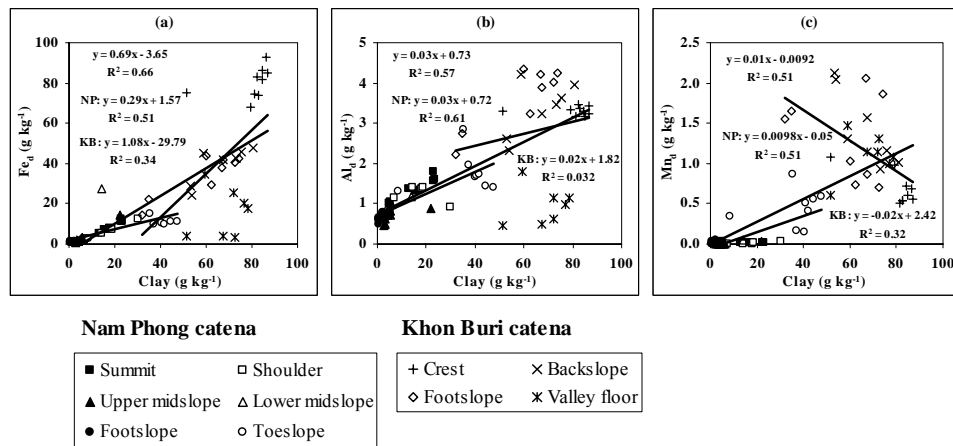 (a)
y = 0.69x - 3.65
R² = 0.66
NP: y = 0.29x + 1.57
R² = 0.51
KB: y = 1.08x - 29.79
R² = 0.34
Fe_d (g kg⁻¹)
100
80
60
40
20
0
0 20 40 60 80 100
Clay (g kg⁻¹)
(b)
y = 0.03x + 0.73
R² = 0.57
NP: y = 0.03x + 0.72
R² = 0.61
KB: y = 0.02x + 1.82
R² = 0.032
Al_d (g kg⁻¹)
5
4
3
2
1
0
0 20 40 60 80 100
Clay (g kg⁻¹)
(c)
y = 0.01x - 0.0092
R² = 0.51
NP: y = 0.0098x - 0.05
R² = 0.51
KB : y = -0.02x + 2.42
R² = 0.32
Mn_d (g kg⁻¹)
2.5
2.0
1.5
1.0
0.5
0.0
0 20 40 60 80 100
Clay (g kg⁻¹)
Nam Phong catena
Summit Shoulder
Upper midslope Lower midslope
Footslope Toeslope
Khon Buri catena
Crest Backslope
Footslope Valley floor